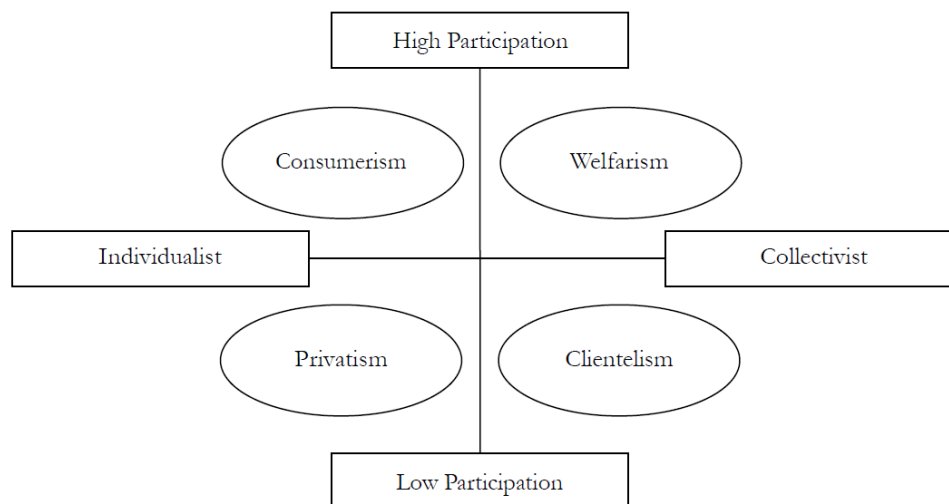 High Participation
Consumerism
Welfarism
Individualist
Collectivist
Privatism
Clientelism
Low Participation